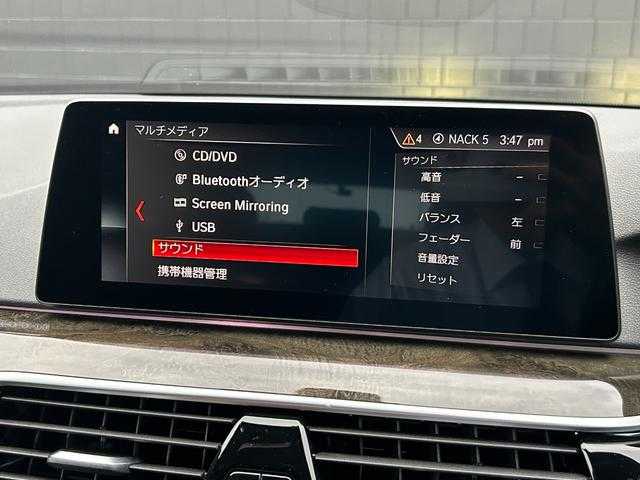 マルチメディア
4 NACK 5 3:47 pm
CD/DVD
Bluetoothオーディオ
Screen Mirroring
USB
サウンド
携帯機器管理
サウンド
高音 –
低音 –
バランス 左
フェーダー 前
音量設定
リセット